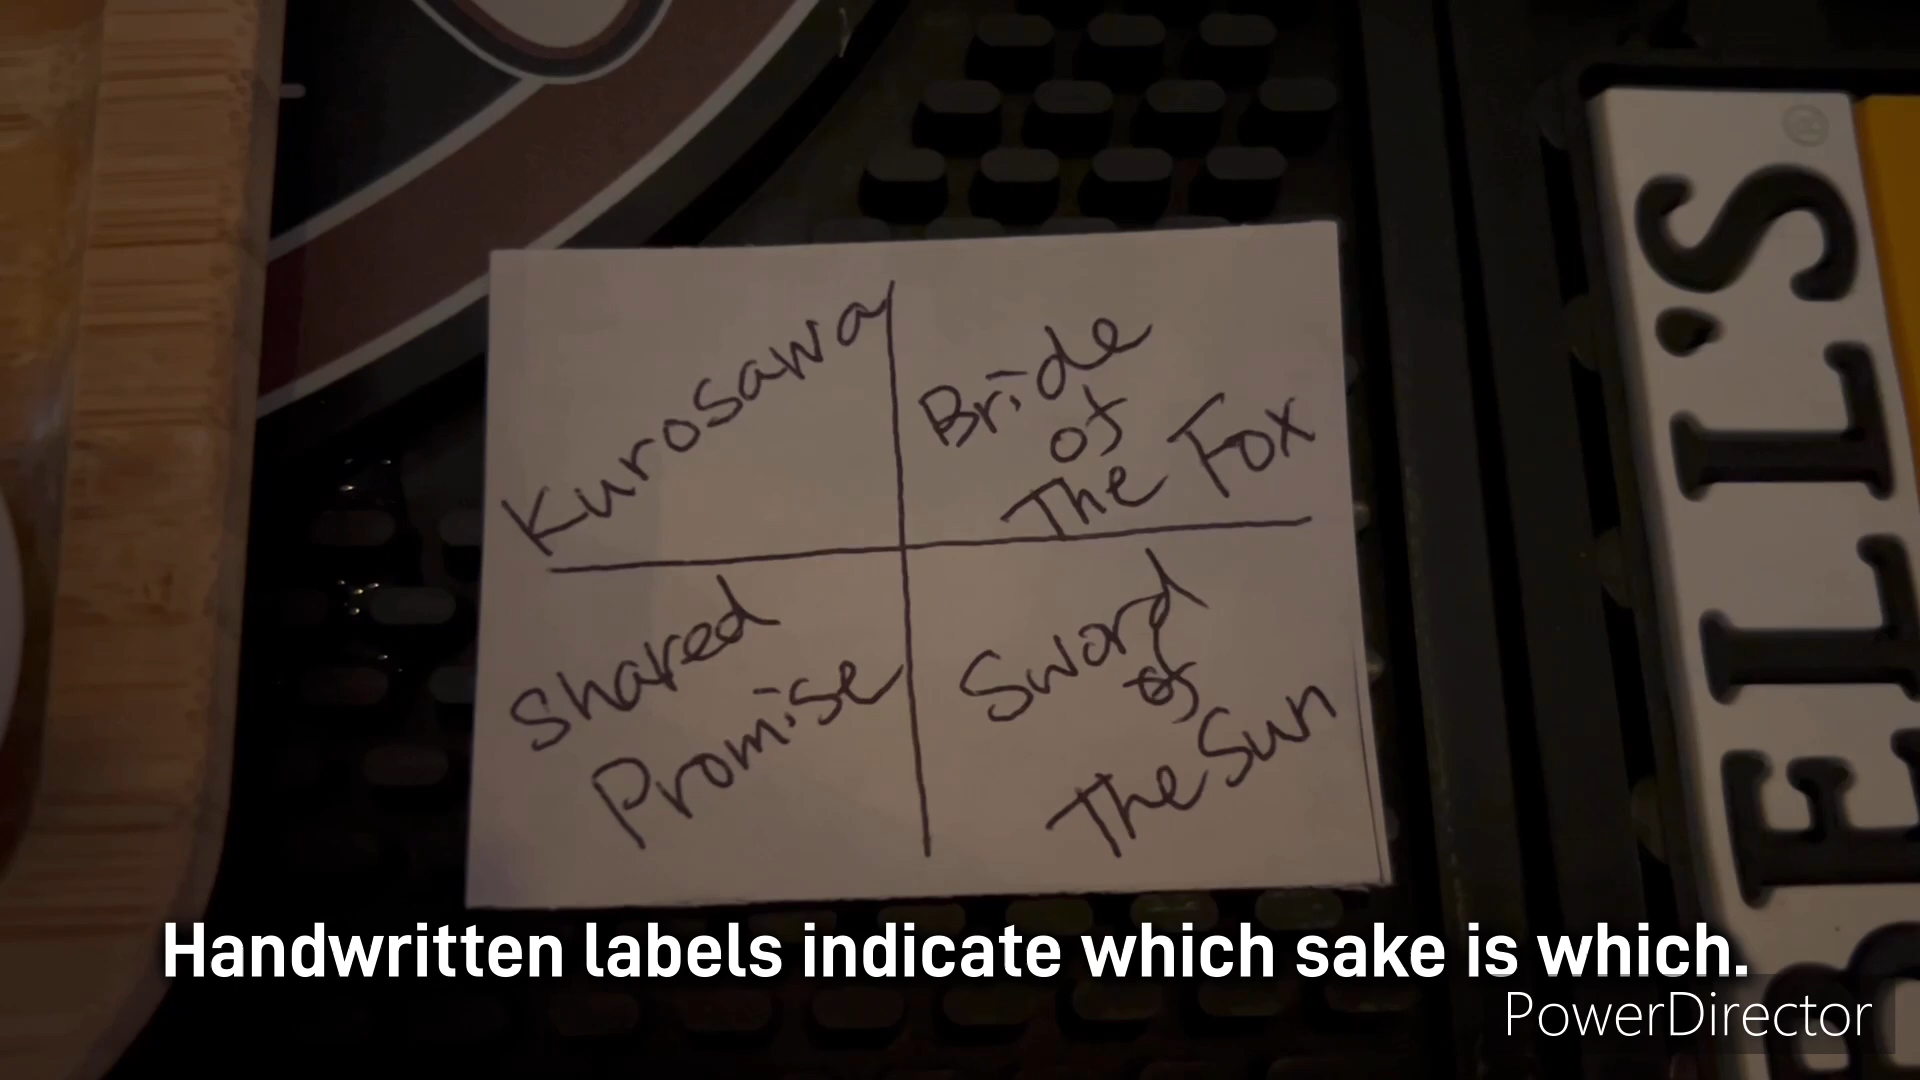 Kurosawa
Bride
of
The Fox
Shared
Promise
Sword
of
The Sun
BELL'S
®
Handwritten labels indicate which sake is which.
PowerDirector